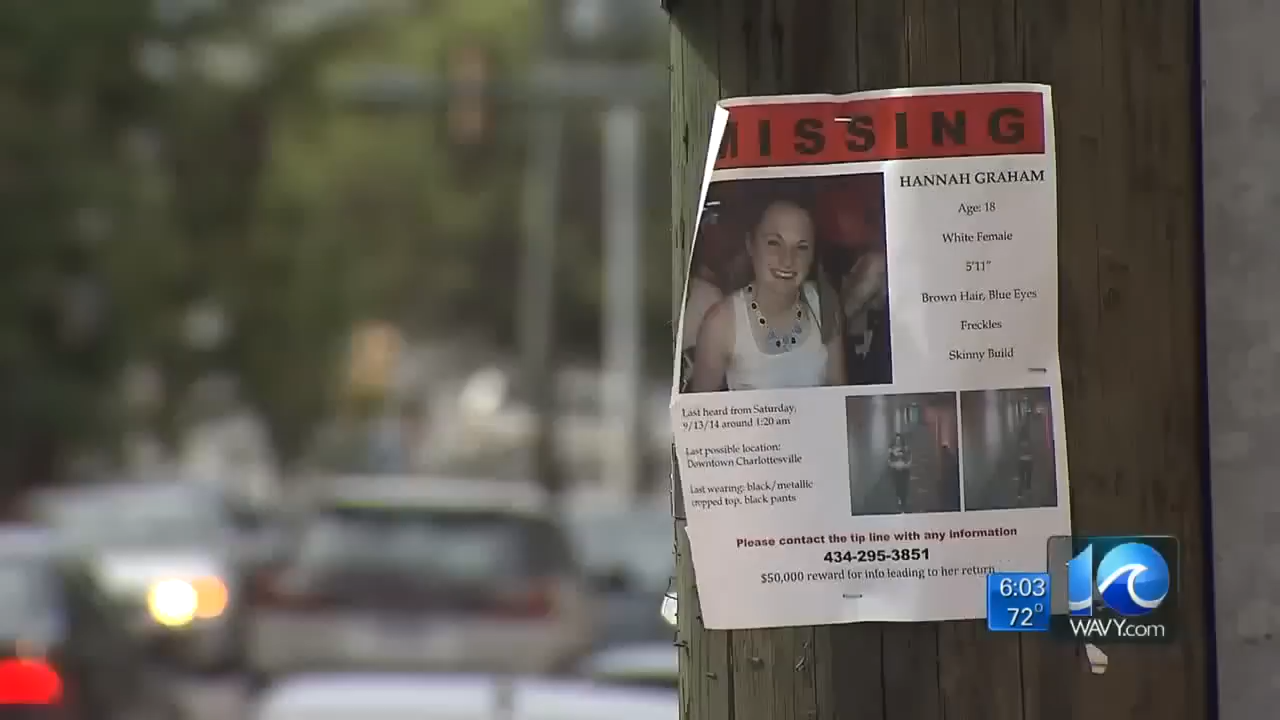 MISSING
HANNAH GRAHAM
Age: 18
White Female
5'11"
Brown Hair, Blue Eyes
Freckles
Skinny Build
Last heard from Saturday,
9/13/14 around 1:20 am
Last possible location:
Downtown Charlottesville
Last wearing: black/metallic
cropped top, black pants
Please contact the tip line with any information
434-295-3851
$50,000 reward for info leading to her return
6:03
72°
10
WAVY.com